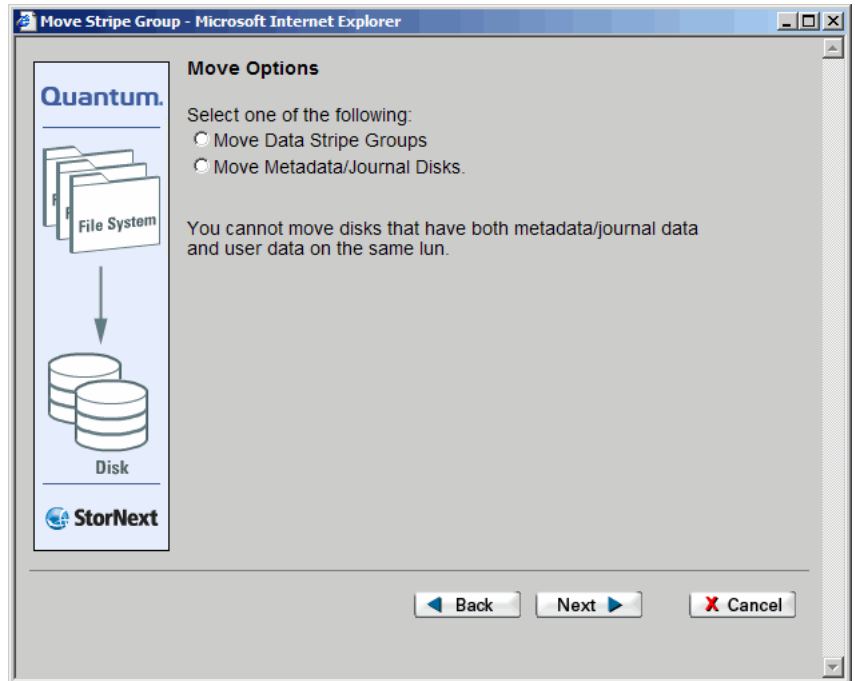 Move Stripe Group - Microsoft Internet Explorer
Quantum.
File System
Disk
StorNext
Move Options
Select one of the following:
Move Data Stripe Groups
Move Metadata/Journal Disks.
You cannot move disks that have both metadata/journal data
and user data on the same lun.
Back
Next
X Cancel